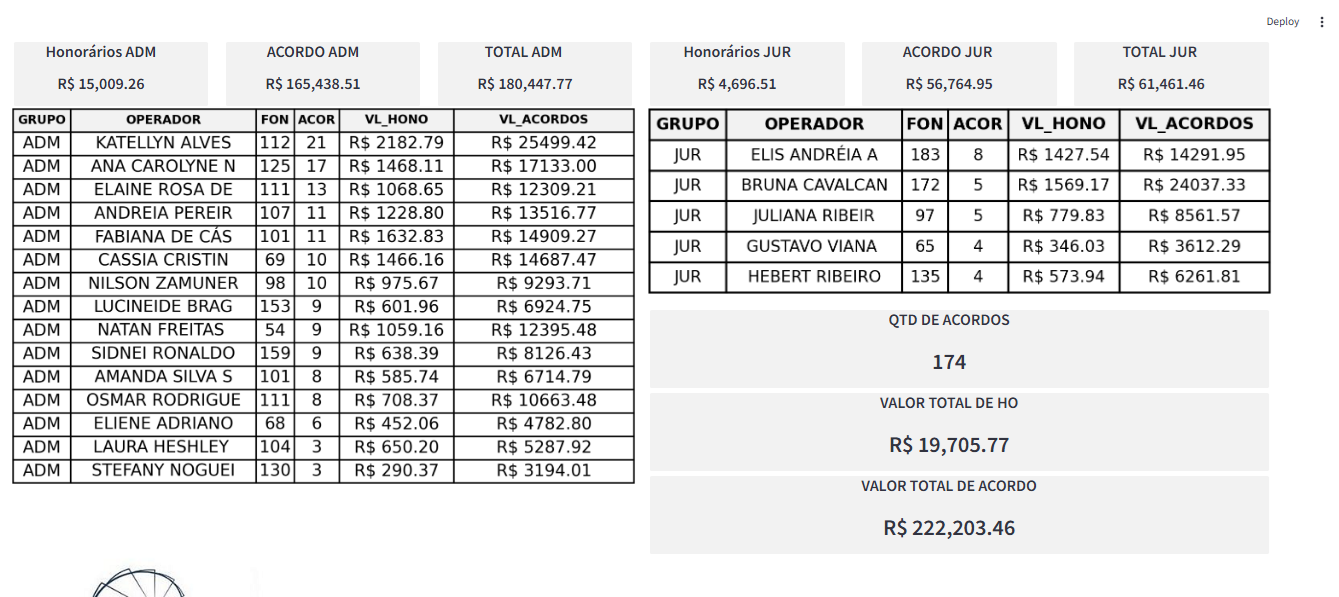 Deploy
Honorários ADM
R$ 15,009.26
ACORDO ADM
R$ 165,438.51
TOTAL ADM
R$ 180,447.77
GRUPO OPERADOR FON ACOR VL_HONO VL_ACORDOS
ADM KATELLYN ALVES 112 21 R$ 2182.79 R$ 25499.42
ADM ANA CAROLYNE N 125 17 R$ 1468.11 R$ 17133.00
ADM ELAINE ROSA DE 111 13 R$ 1068.65 R$ 12309.21
ADM ANDREIA PEREIR 107 11 R$ 1228.80 R$ 13516.77
ADM FABIANA DE CÁS 101 11 R$ 1632.83 R$ 14909.27
ADM CASSIA CRISTIN 69 10 R$ 1466.16 R$ 14687.47
ADM NILSON ZAMUNER 98 10 R$ 975.67 R$ 9293.71
ADM LUCINEIDE BRAG 153 9 R$ 601.96 R$ 6924.75
ADM NATAN FREITAS 54 9 R$ 1059.16 R$ 12395.48
ADM SIDNEI RONALDO 159 9 R$ 638.39 R$ 8126.43
ADM AMANDA SILVA S 101 8 R$ 585.74 R$ 6714.79
ADM OSMAR RODRIGUE 111 8 R$ 708.37 R$ 10663.48
ADM ELIENE ADRIANO 68 6 R$ 452.06 R$ 4782.80
ADM LAURA HESHLEY 104 3 R$ 650.20 R$ 5287.92
ADM STEFANY NOGUEI 130 3 R$ 290.37 R$ 3194.01
Honorários JUR
R$ 4,696.51
ACORDO JUR
R$ 56,764.95
TOTAL JUR
R$ 61,461.46
GRUPO OPERADOR FON ACOR VL_HONO VL_ACORDOS
JUR ELIS ANDRÉIA A 183 8 R$ 1427.54 R$ 14291.95
JUR BRUNA CAVALCAN 172 5 R$ 1569.17 R$ 24037.33
JUR JULIANA RIBEIR 97 5 R$ 779.83 R$ 8561.57
JUR GUSTAVO VIANA 65 4 R$ 346.03 R$ 3612.29
JUR HEBERT RIBEIRO 135 4 R$ 573.94 R$ 6261.81
QTD DE ACORDOS
174
VALOR TOTAL DE HO
R$ 19,705.77
VALOR TOTAL DE ACORDO
R$ 222,203.46